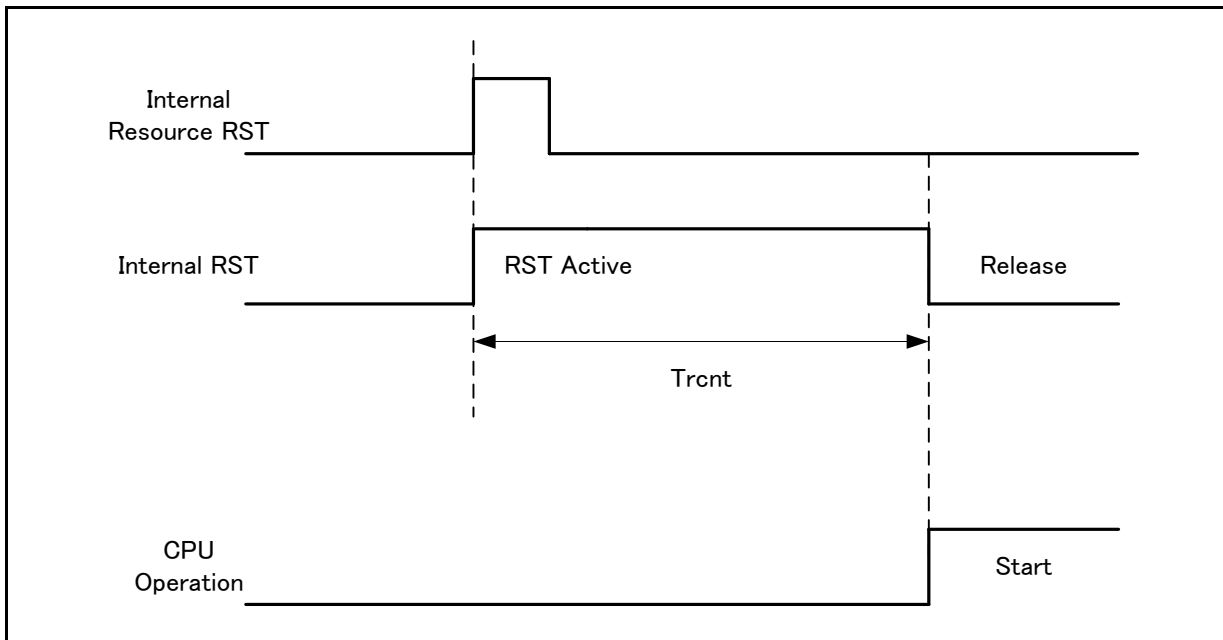 Internal
Resource RST
Internal RST
RST Active
Release
Trcnt
CPU
Operation
Start